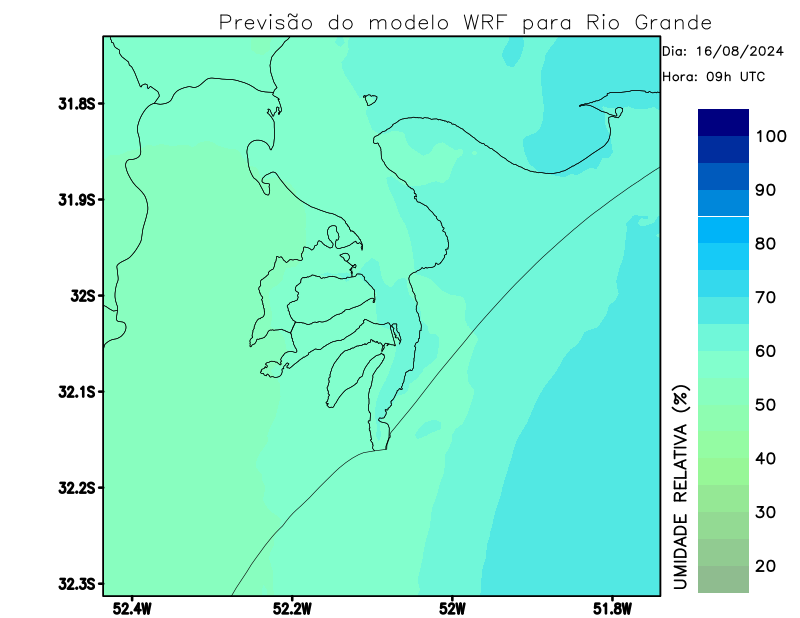 Previsão do modelo WRF para Rio Grande
Dia: 16/08/2024
Hora: 09h UTC
31.8S
31.9S
32S
32.1S
32.2S
32.3S
52.4W
52.2W
52W
51.8W
100
90
80
70
60
50
40
30
20
UMIDADE RELATIVA (%)